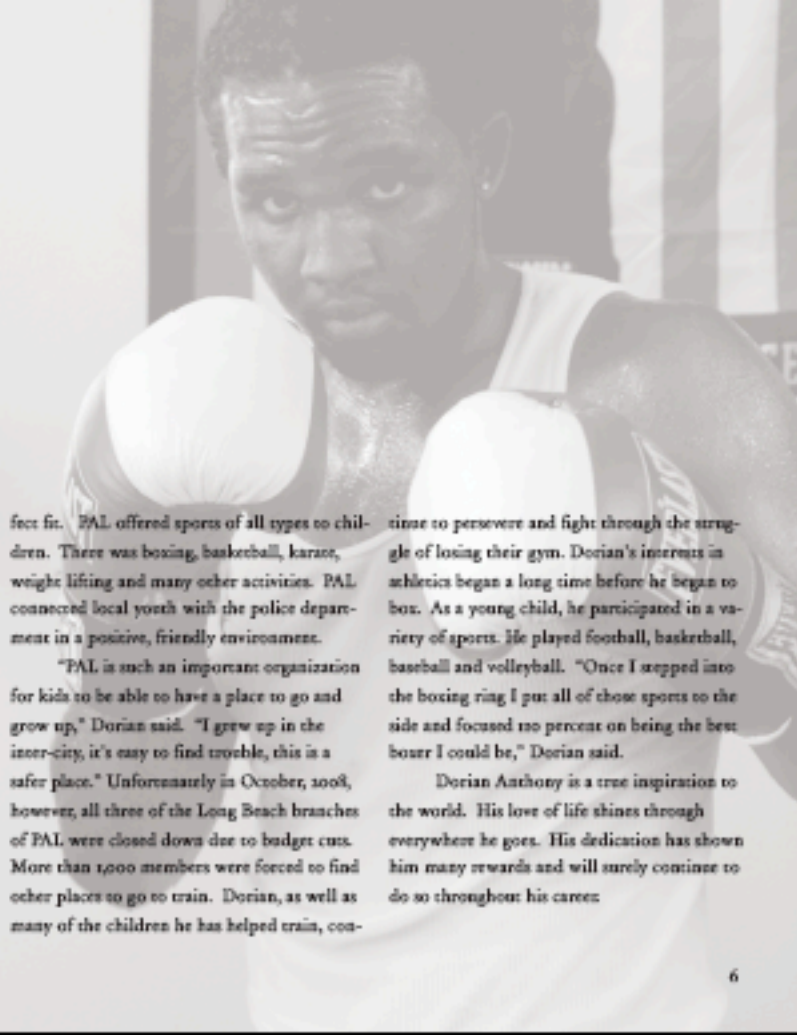 fect fit.  PAL offered sports of all types to chil-
dren.  There was boxing, basketball, karate,
weight lifting and many other activities.  PAL
connected local youth with the police depart-
ment in a positive, friendly environment.
"PAL is such an important organization
for kids to be able to have a place to go and
grow up," Dorian said.  "I grew up in the
inter-city, it's easy to find trouble, this is a
safer place." Unfortunately in October, 2008,
however, all three of the Long Beach branches
of PAL were closed down due to budget cuts.
More than 1,000 members were forced to find
other places to go to train.  Dorian, as well as
many of the children he has helped train, con-
tinue to persevere and fight through the strug-
gle of losing their gym. Dorian's interests in
athletics began a long time before he began to
box.  As a young child, he participated in a va-
riety of sports. He played football, basketball,
baseball and volleyball.  "Once I stepped into
the boxing ring I put all of those sports to the
side and focused 110 percent on being the best
boxer I could be," Dorian said.
Dorian Anthony is a true inspiration to
the world.  His love of life shines through
everywhere he goes.  His dedication has shown
him many rewards and will surely continue to
do so throughout his career.
6
EVERLAST